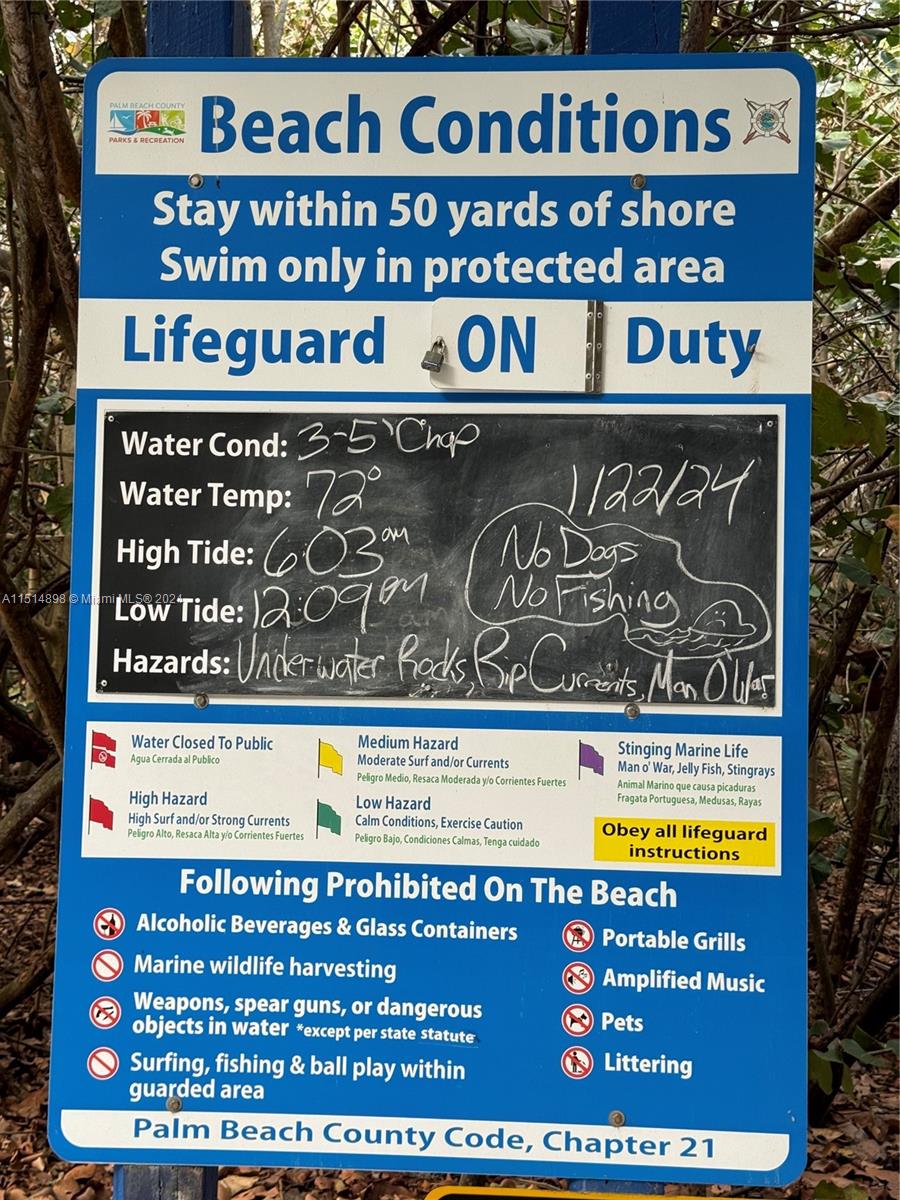 PALM BEACH COUNTY
PARKS & RECREATION
Beach Conditions
Stay within 50 yards of shore
Swim only in protected area
Lifeguard ON Duty
Water Cond: 3-5' Chop
Water Temp: 72°
1/22/24
High Tide: 603 am
No Dogs
No Fishing
Low Tide: 12:09 pm
Hazards: Underwater Rocks, Rip Currents, Man O War
A11514898 © Miami MLS® 2024
Water Closed To Public
Agua Cerrada al Publico
High Hazard
High Surf and/or Strong Currents
Peligro Alto, Resaca Alta y/o Corrientes Fuertes
Medium Hazard
Moderate Surf and/or Currents
Peligro Medio, Resaca Moderada y/o Corrientes Fuertes
Low Hazard
Calm Conditions, Exercise Caution
Peligro Bajo, Condiciones Calmas, Tenga cuidado
Stinging Marine Life
Man o' War, Jelly Fish, Stingrays
Animal Marino que causa picaduras
Fragata Portuguesa, Medusas, Rayas
Obey all lifeguard
instructions
Following Prohibited On The Beach
Alcoholic Beverages & Glass Containers
Marine wildlife harvesting
Weapons, spear guns, or dangerous
objects in water *except per state statute
Surfing, fishing & ball play within
guarded area
Portable Grills
Amplified Music
Pets
Littering
Palm Beach County Code, Chapter 21